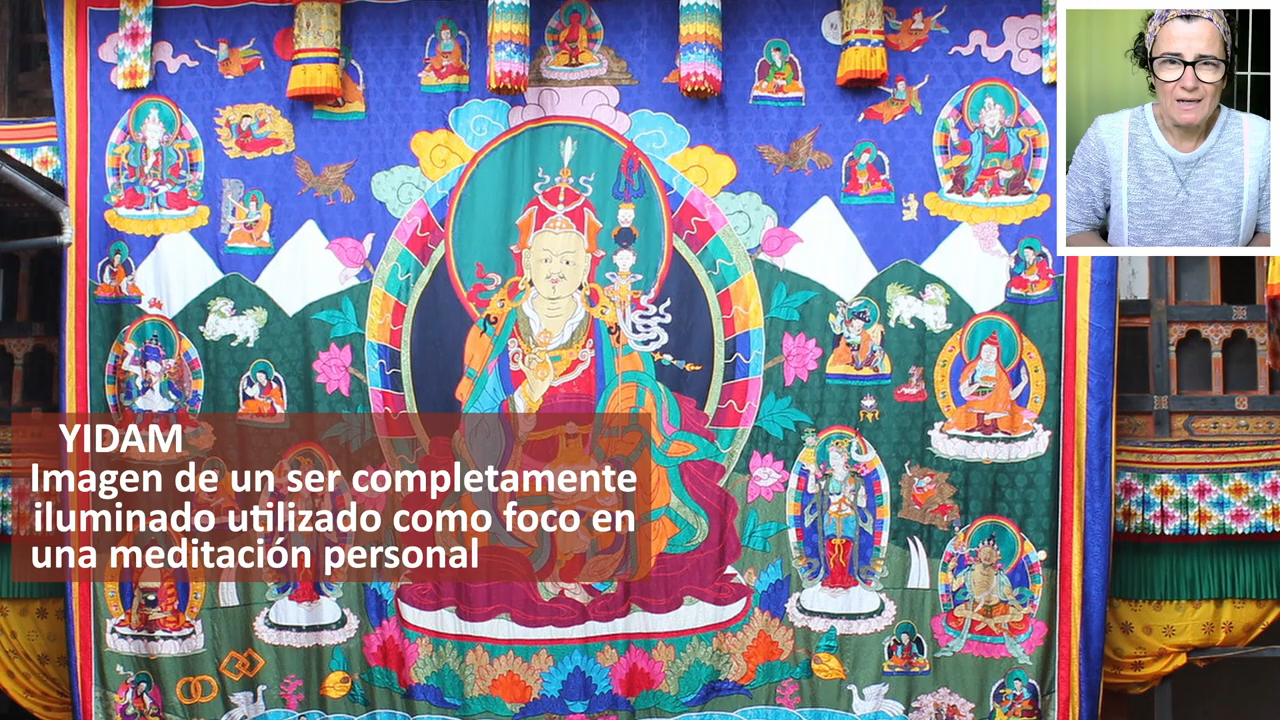 YIDAM
Imagen de un ser completamente
iluminado utilizado como foco en
una meditación personal